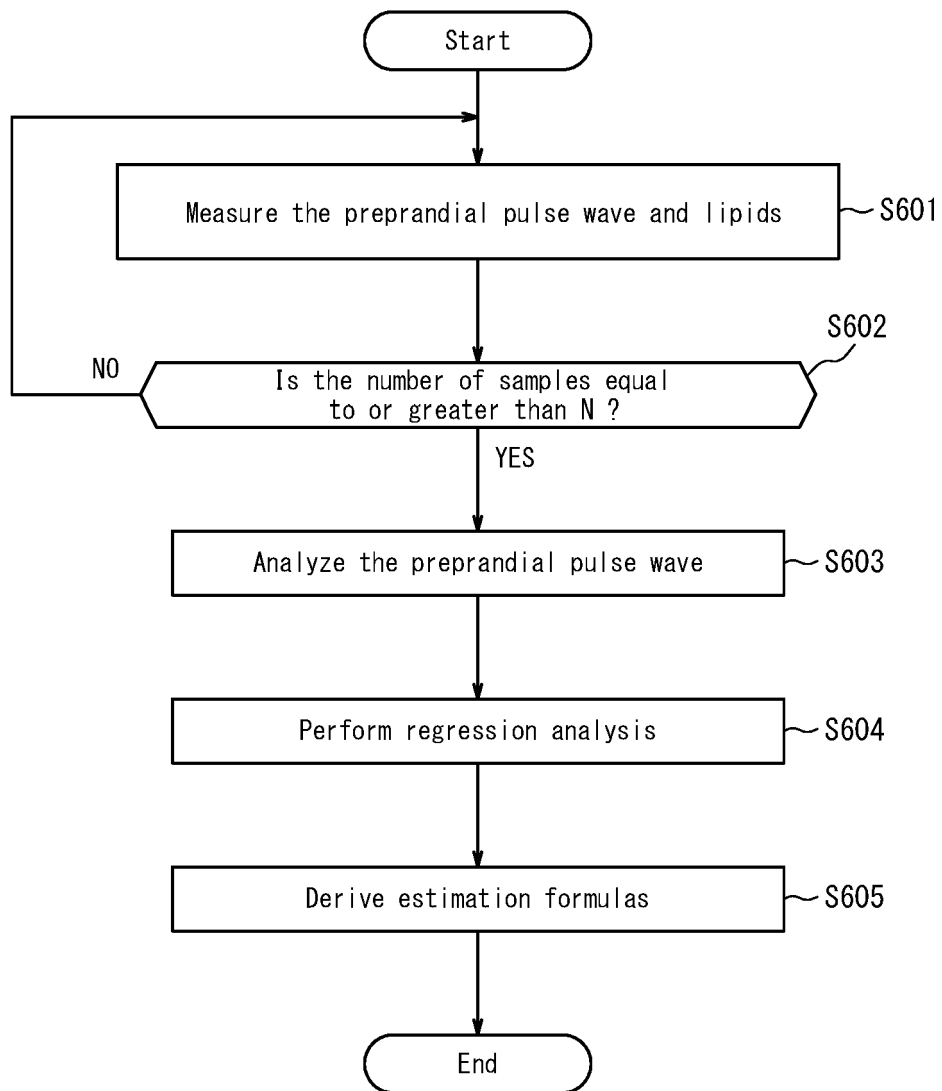 Start
Measure the preprandial pulse wave and lipids
S601
S602
NO
Is the number of samples equal
to or greater than N ?
YES
Analyze the preprandial pulse wave
S603
Perform regression analysis
S604
Derive estimation formulas
S605
End